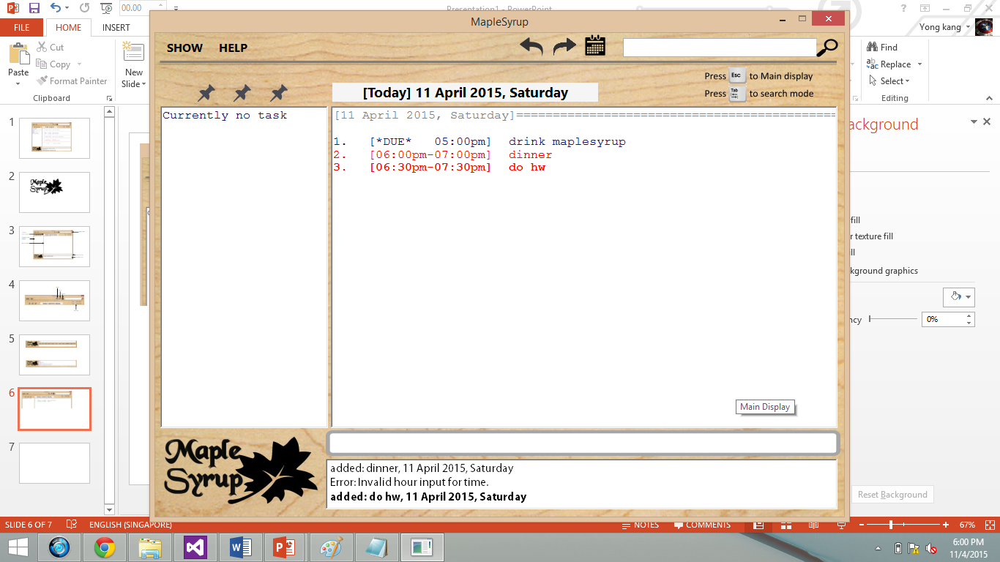 00.00
Presentation1 - PowerPoint
MapleSyrup
FILE
HOME
INSERT
Yong kang
SHOW
HELP
Cut
Copy
Format Painter
Paste
New
Slide
Clipboard
Find
Replace
Select
Editing
Press Esc to Main display
Press Tab to search mode
[Today] 11 April 2015, Saturday
Currently no task
[11 April 2015, Saturday]============================================
1. [*DUE* 05:00pm] drink maplesyrup
2. [06:00pm-07:00pm] dinner
3. [06:30pm-07:30pm] do hw
Main Display
Maple
Syrup
added: dinner, 11 April 2015, Saturday
Error: Invalid hour input for time.
added: do hw, 11 April 2015, Saturday
1
2
Maple
Syrup
3
4
5
6
7
ackground
fill
r texture fill
ll
kground graphics
ncy
0%
Reset Background
SLIDE 6 OF 7
ENGLISH (SINGAPORE)
NOTES
COMMENTS
67%
6:00 PM
11/4/2015